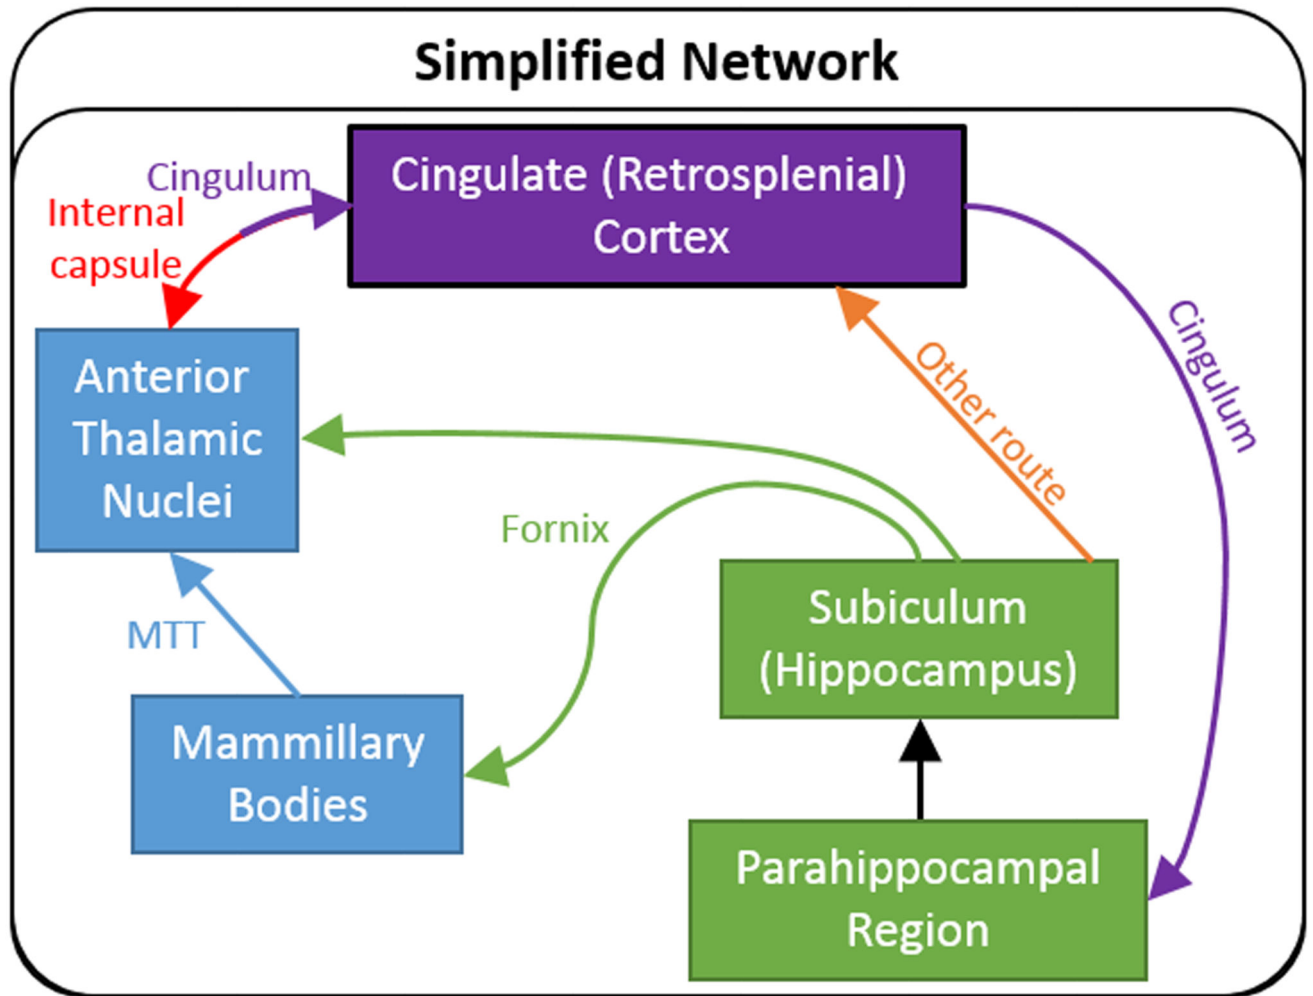 Simplified Network
Cingulate (Retrosplenial)
Cortex
Cingulum
Internal
capsule
Anterior
Thalamic
Nuclei
Other route
Cingulum
Fornix
Subiculum
(Hippocampus)
MTT
Mammillary
Bodies
Parahippocampal
Region